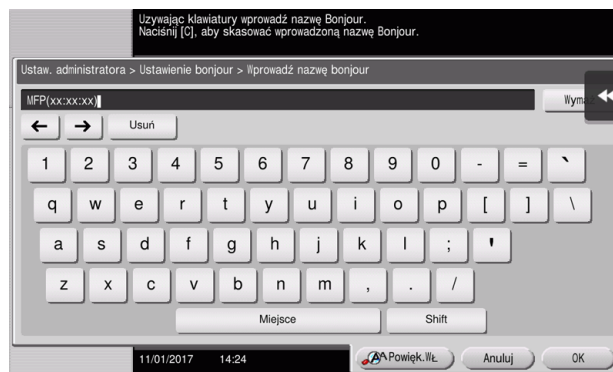 Używając klawiatury wprowadź nazwę Bonjour.
Naciśnij [C], aby skasować wprowadzoną nazwę Bonjour.
Ustaw. administratora > Ustawienie bonjour > Wprowadź nazwę bonjour
MFP(xx:xx:xx)
← → Usuń
1 2 3 4 5 6 7 8 9 0 - = `
q w e r t y u i o p [ ] \
a s d f g h j k l ; '
z x c v b n m , . /
Miejsce Shift
11/01/2017 14:24 Powięk.Wł. Anuluj OK